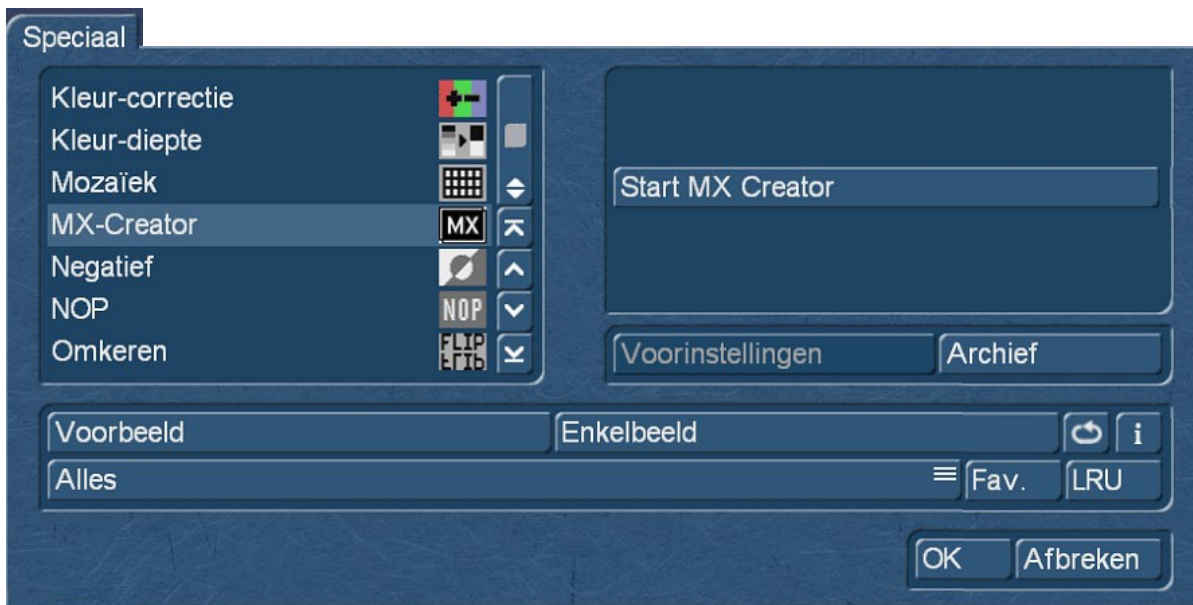 Speciaal
Kleur-correctie
Kleur-diepte
Mozaïek
MX-Creator MX
Negatief
NOP NOP
Omkeren FLIP
Start MX Creator
Voorinstellingen Archief
Voorbeeld Enkelbeeld i
Alles Fav. LRU
OK Afbreken